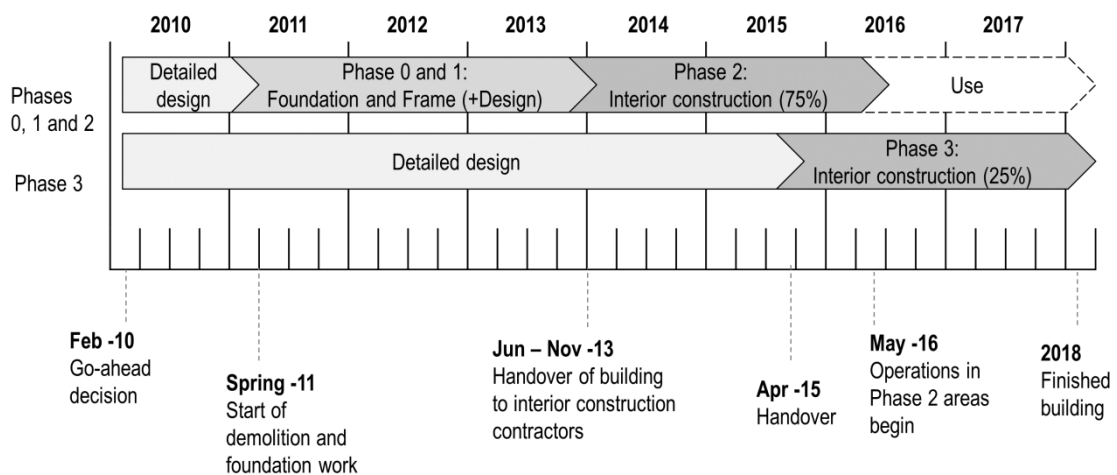 2010 2011 2012 2013 2014 2015 2016 2017
Phases
0, 1 and 2
Detailed
design
Phase 0 and 1:
Foundation and Frame (+Design)
Phase 2:
Interior construction (75%)
Use
Phase 3
Detailed design
Phase 3:
Interior construction (25%)
Feb -10
Go-ahead
decision
Spring -11
Start of
demolition and
foundation work
Jun – Nov -13
Handover of building
to interior construction
contractors
Apr -15
Handover
May -16
Operations in
Phase 2 areas
begin
2018
Finished
building